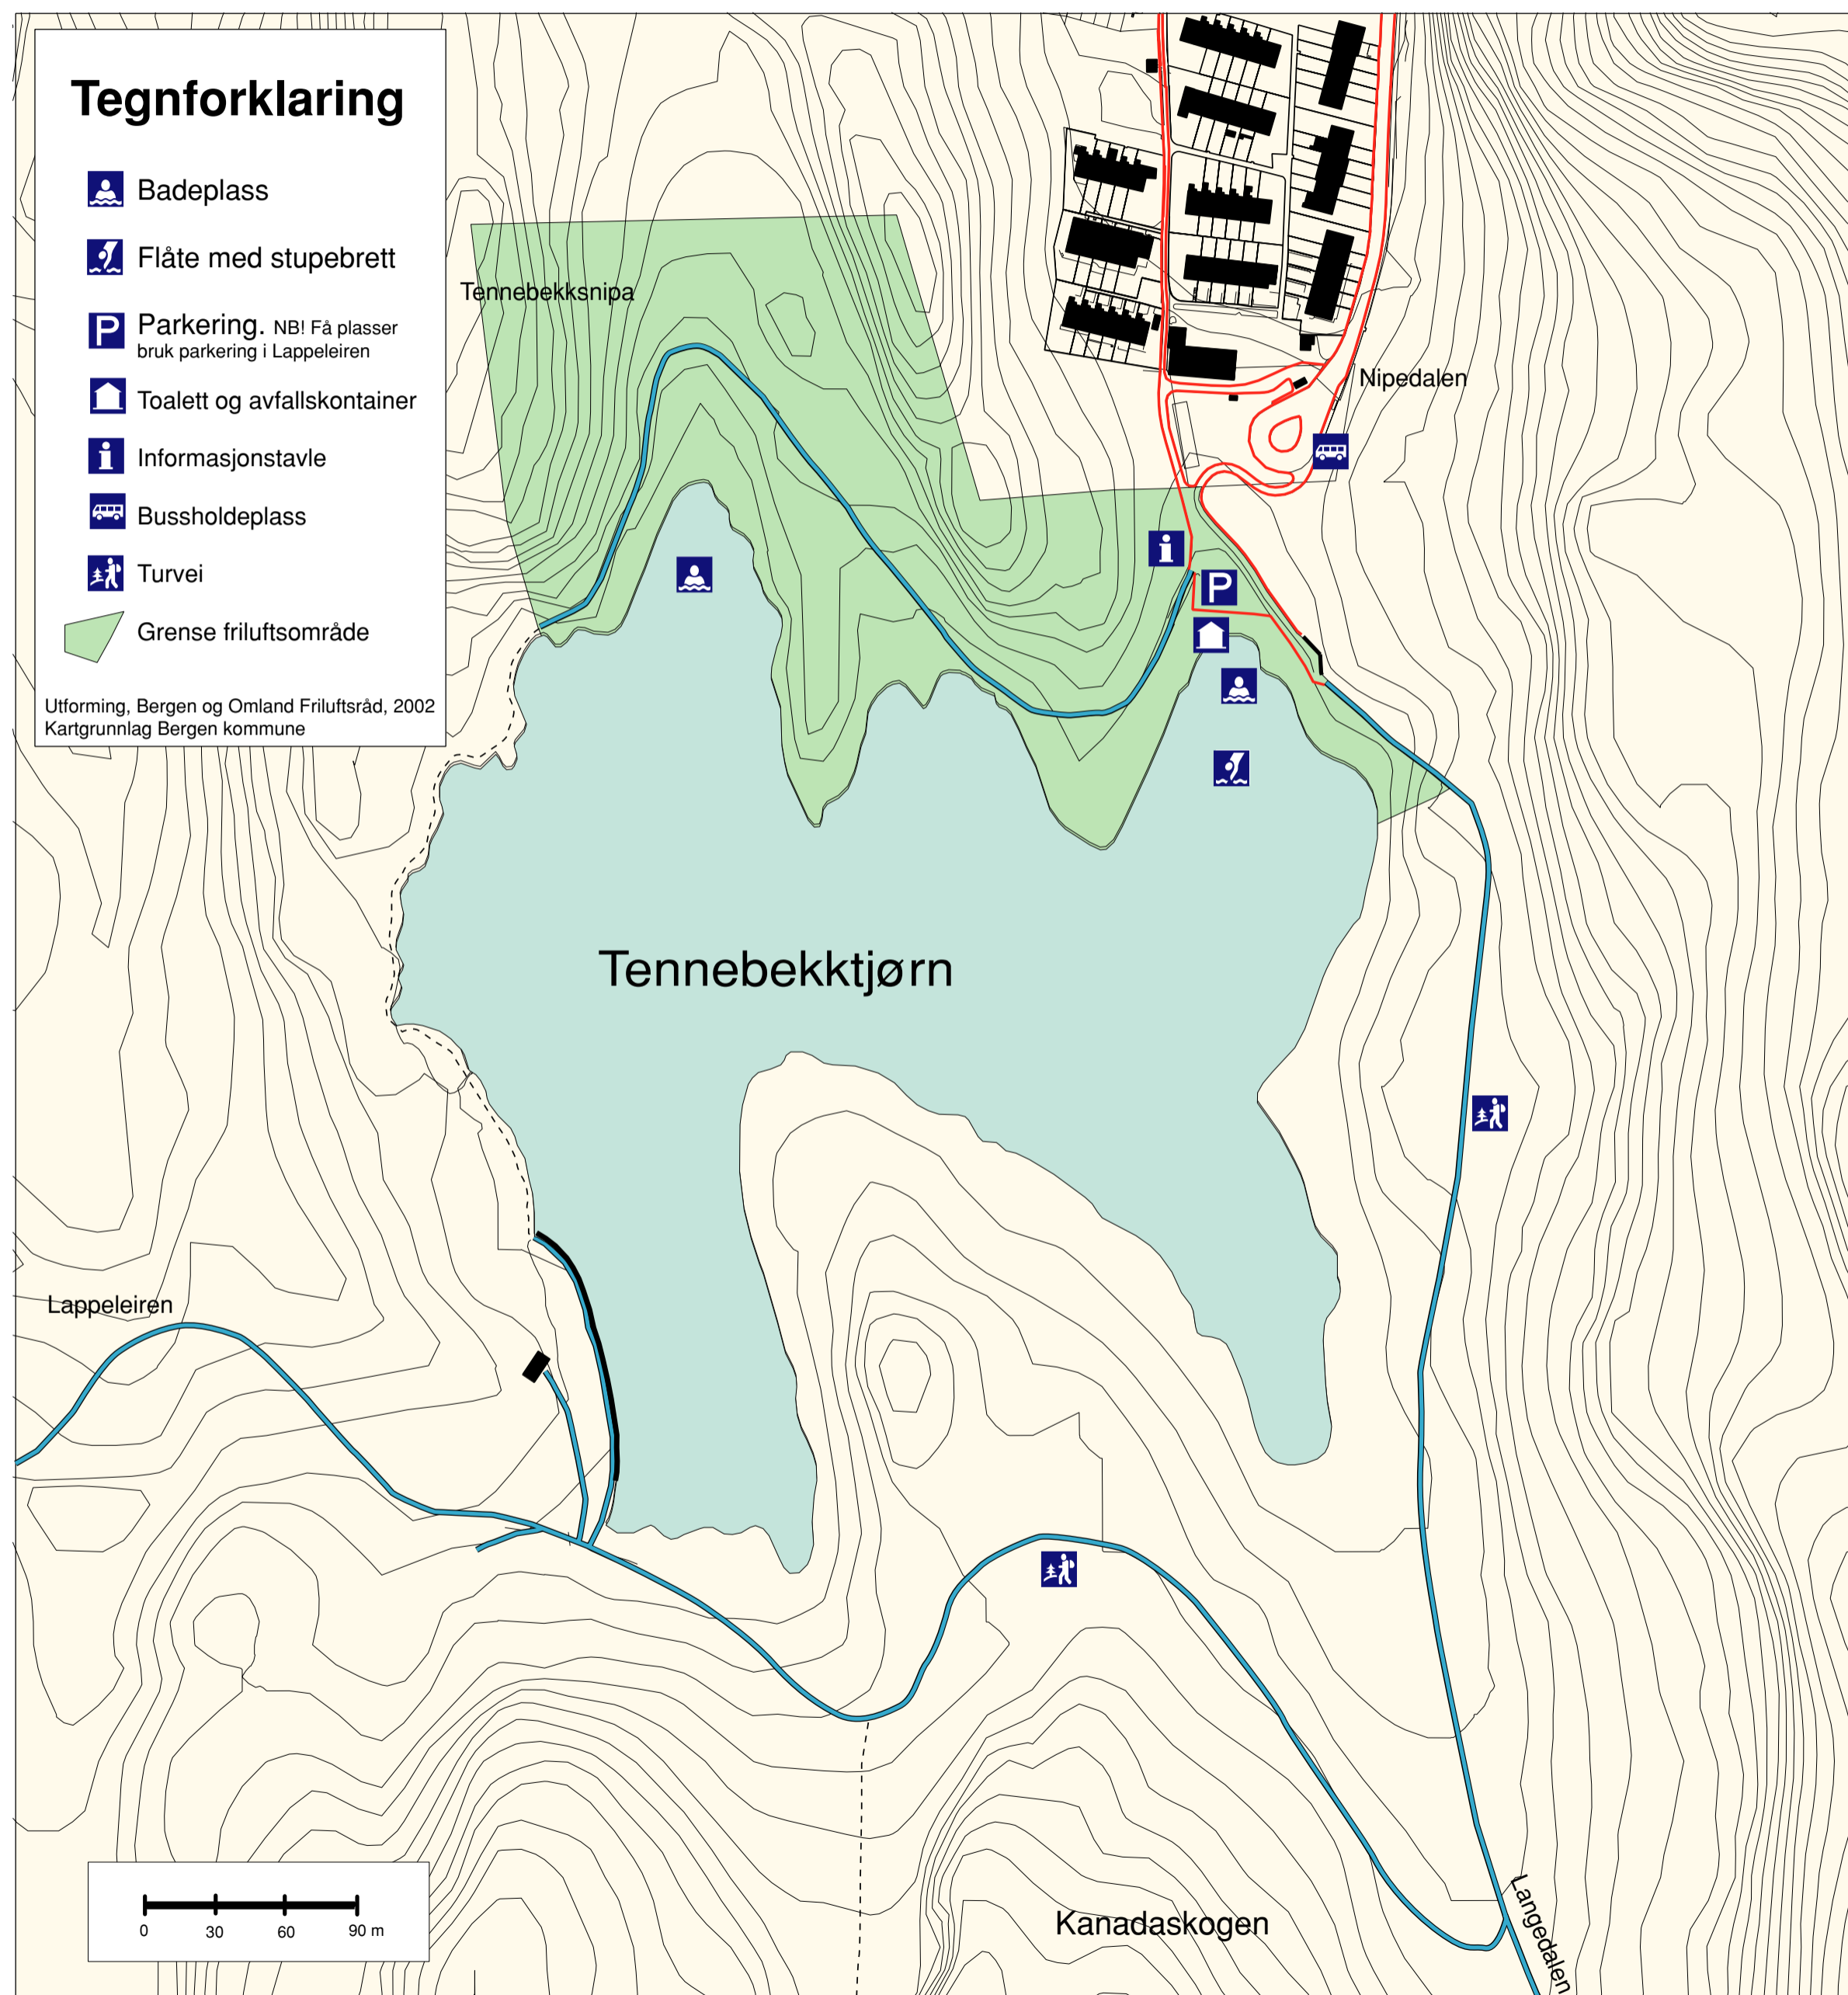 Tegnforklaring
Badeplass
Flåte med stupebrett
P Parkering. NB! Få plasser
bruk parkering i Lappeleiren
Toalett og avfallskontainer
i Informasjonstavle
Bussholdeplass
Turvei
Grense friluftsområde
Utforming, Bergen og Omland Friluftsråd, 2002
Kartgrunnlag Bergen kommune
Tennebekksnipa
Nipedalen
i
P
Tennebekktjørn
Lappeleiren
Kanadaskogen
Langedalen
0 30 60 90 m